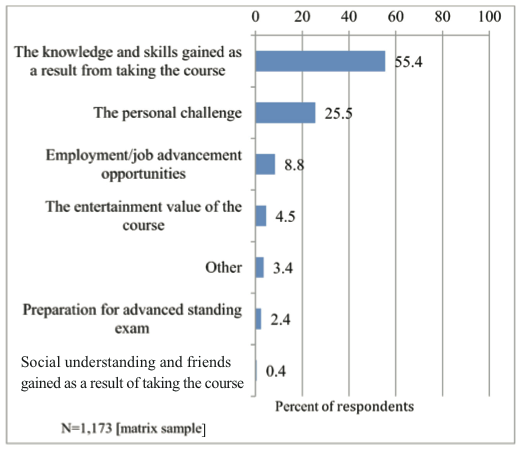 0 20 40 60 80 100
The knowledge and skills gained as
a result from taking the course
55.4
The personal challenge
25.5
Employment/job advancement
opportunities
8.8
The entertainment value of the
course
4.5
Other
3.4
Preparation for advanced standing
exam
2.4
Social understanding and friends
gained as a result of taking the course
0.4
Percent of respondents
N=1,173 [matrix sample]